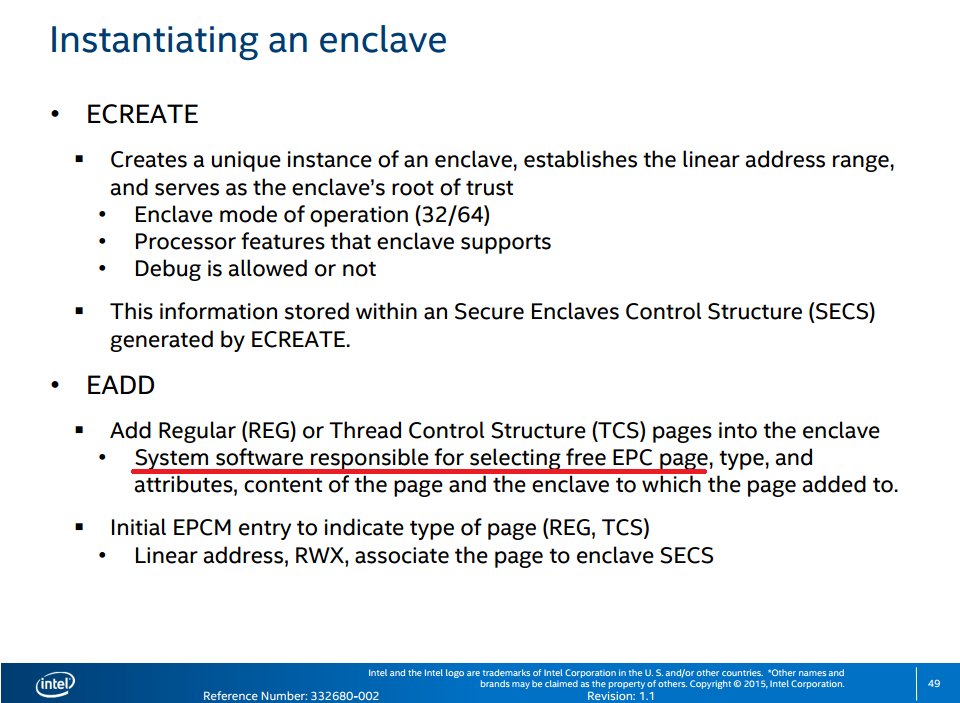 Instantiating an enclave
• ECREATE
▪ Creates a unique instance of an enclave, establishes the linear address range,
and serves as the enclave’s root of trust
• Enclave mode of operation (32/64)
• Processor features that enclave supports
• Debug is allowed or not
▪ This information stored within an Secure Enclaves Control Structure (SECS)
generated by ECREATE.
• EADD
▪ Add Regular (REG) or Thread Control Structure (TCS) pages into the enclave
• System software responsible for selecting free EPC page, type, and
attributes, content of the page and the enclave to which the page added to.
▪ Initial EPCM entry to indicate type of page (REG, TCS)
• Linear address, RWX, associate the page to enclave SECS
intel
Intel and the Intel logo are trademarks of Intel Corporation in the U. S. and/or other countries. *Other names and
brands may be claimed as the property of others. Copyright © 2015, Intel Corporation.
Reference Number: 332680-002
Revision: 1.1
49